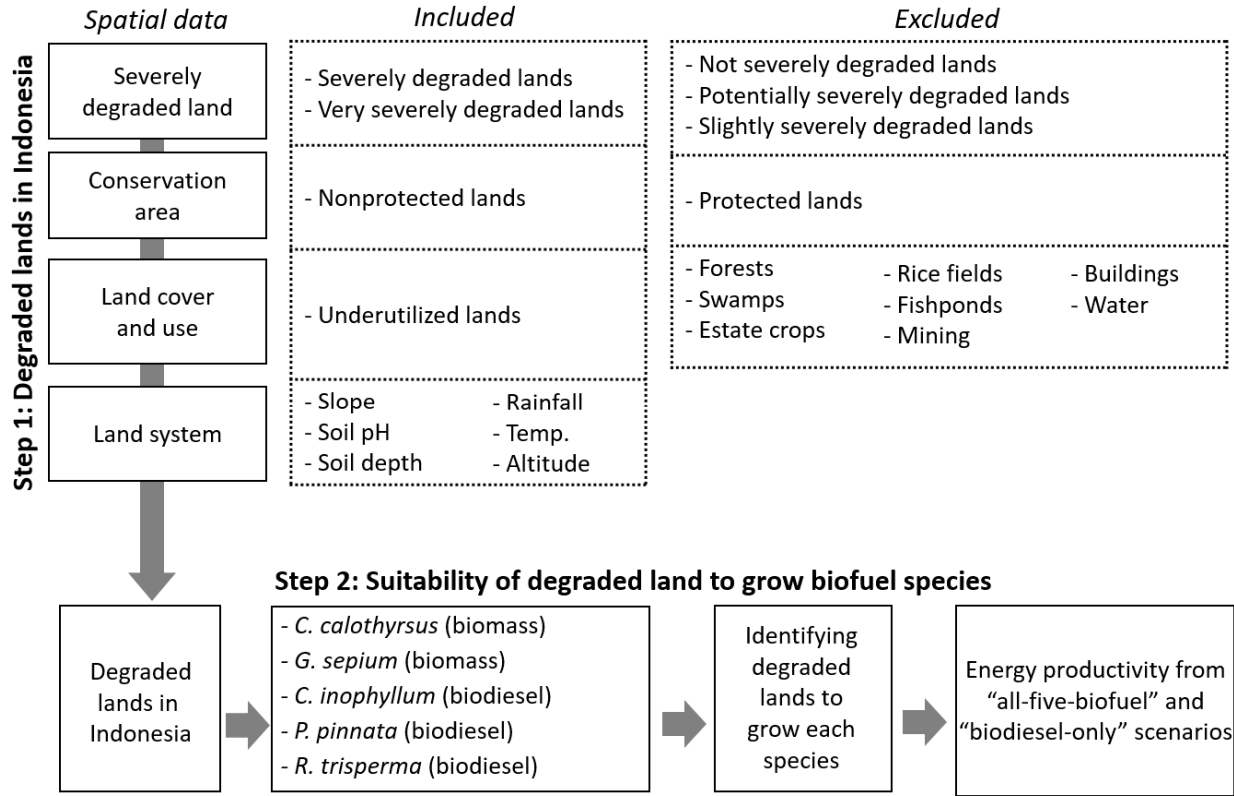 Spatial data
Included
Excluded
Step 1: Degraded lands in Indonesia
Severely
degraded land
- Severely degraded lands
- Very severely degraded lands
- Not severely degraded lands
- Potentially severely degraded lands
- Slightly severely degraded lands
Conservation
area
- Nonprotected lands
- Protected lands
Land cover
and use
- Underutilized lands
- Forests
- Swamps
- Estate crops
- Rice fields
- Fishponds
- Mining
- Buildings
- Water
Land system
- Slope
- Soil pH
- Soil depth
- Rainfall
- Temp.
- Altitude
Step 2: Suitability of degraded land to grow biofuel species
Degraded
lands in
Indonesia
- C. calothyrsus (biomass)
- G. sepium (biomass)
- C. inophyllum (biodiesel)
- P. pinnata (biodiesel)
- R. trisperma (biodiesel)
Identifying
degraded
lands to
grow each
species
Energy productivity from
“all-five-biofuel” and
“biodiesel-only” scenarios